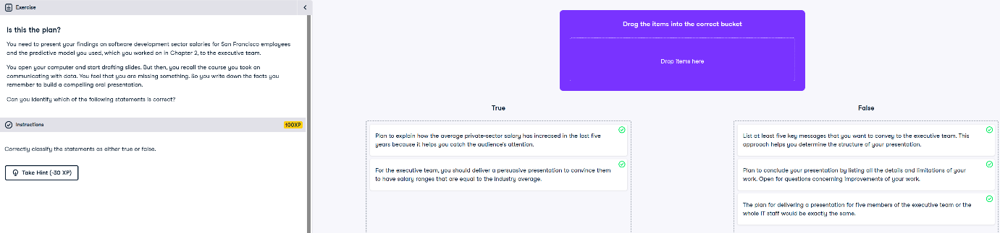 Exercise
Is this the plan?
You need to present your findings on software development sector salaries for San Francisco employees
and the predictive model you used, which you worked on in Chapter 2, to the executive team.
You open your computer and start drafting slides. But then, you recall the course you took on
communicating with data. You feel that you are missing something. So you write down the facts you
remember to build a compelling oral presentation.
Can you identify which of the following statements is correct?
Instructions
100XP
Correctly classify the statements as either true or false.
Take Hint (-30 XP)
Drag the items into the correct bucket
Drop items here
True
Plan to explain how the average private-sector salary has increased in the last five
years because it helps you catch the audience's attention.
For the executive team, you should deliver a persuasive presentation to convince them
to have salary ranges that are equal to the industry average.
False
List at least five key messages that you want to convey to the executive team. This
approach helps you determine the structure of your presentation.
Plan to conclude your presentation by listing all the details and limitations of your
work. Open for questions concerning improvements of your work.
The plan for delivering a presentation for five members of the executive team or the
whole IT staff would be exactly the same.